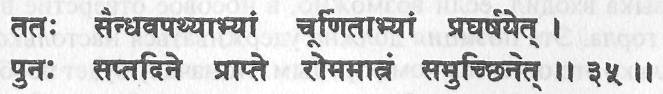 ततः सैन्धवपथ्याभ्यां चूर्णिताभ्यां प्रघर्षयेत् ।
पुनः सप्तदिने प्राप्ते रोममात्रं समुच्छिनेत् ।। ३५ ।।